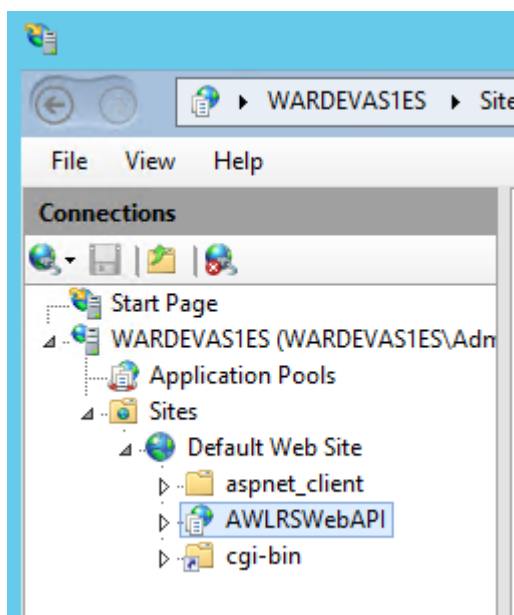 WARDEVAS1ES ▸ Site
File View Help
Connections
Start Page
WARDEVAS1ES (WARDEVAS1ES\Adm
Application Pools
Sites
Default Web Site
aspnet_client
AWLRSWebAPI
cgi-bin